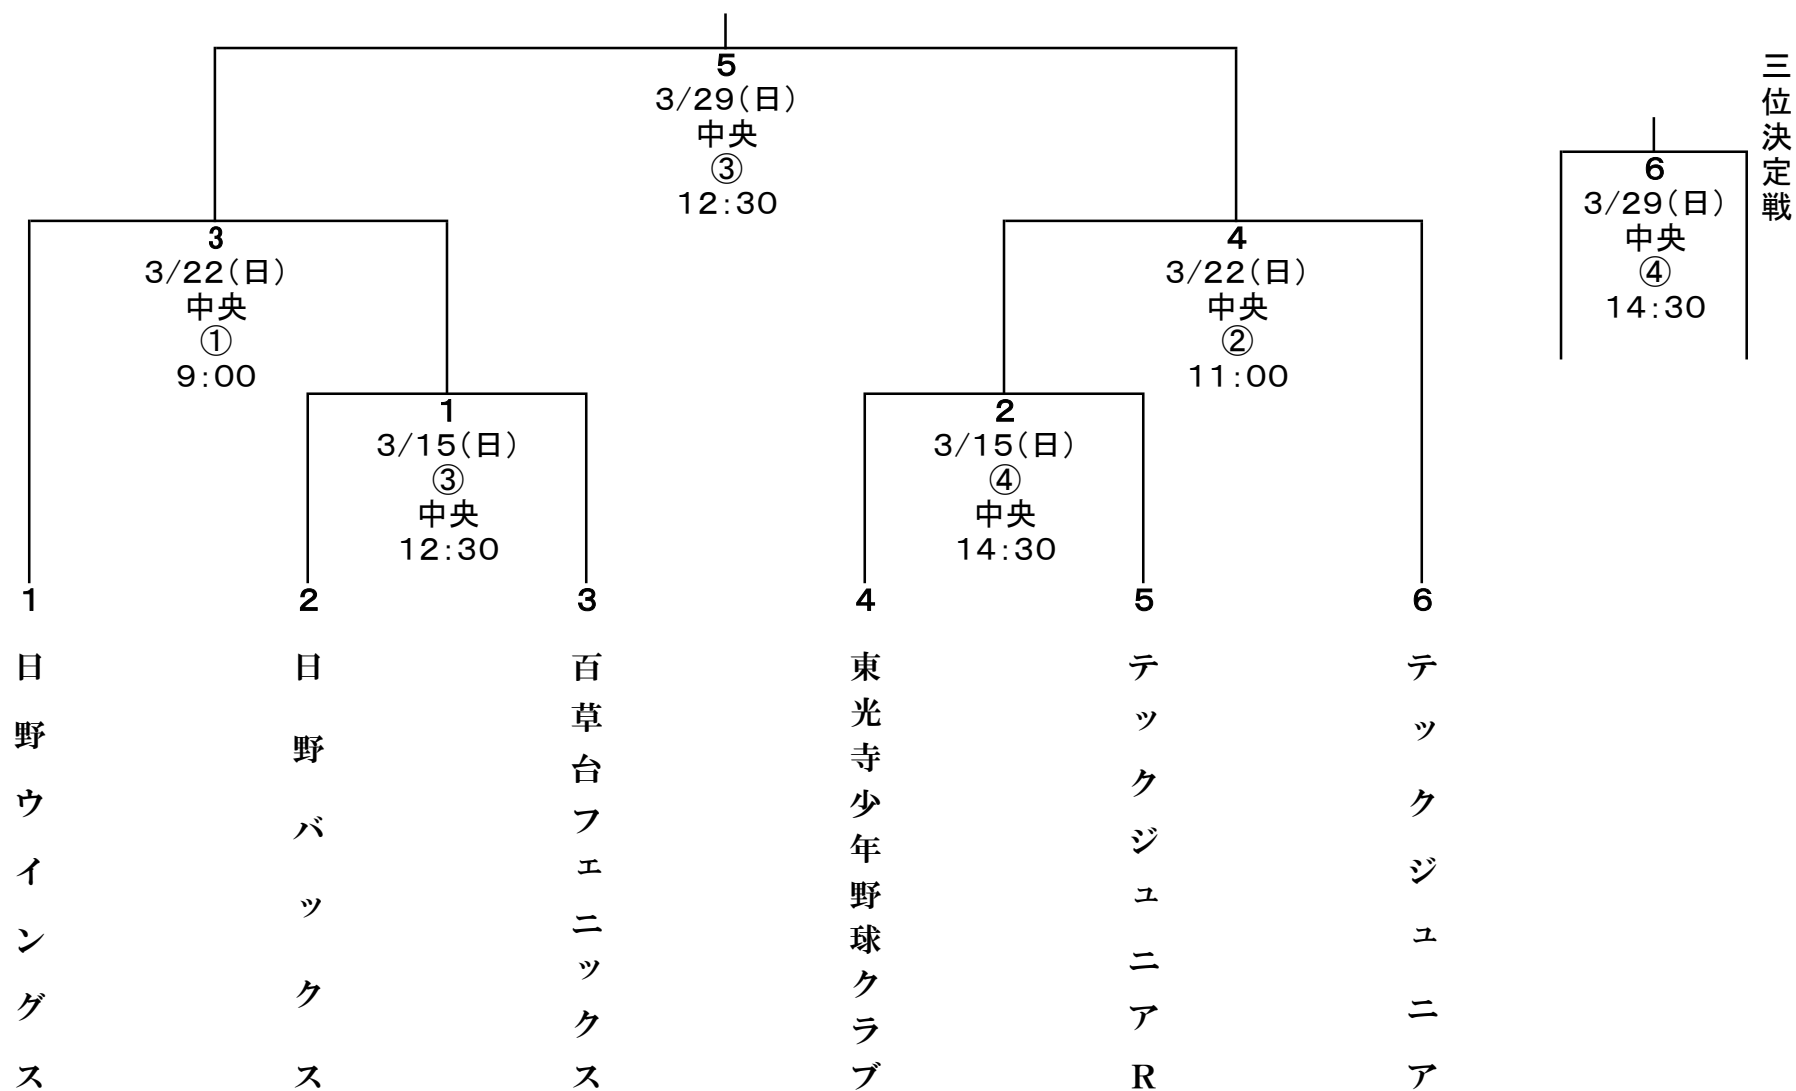 5
3/29(日)
中央
③
12:30
三位決定戦
6
3/29(日)
中央
④
14:30
3
3/22(日)
中央
①
9:00
4
3/22(日)
中央
②
11:00
1
3/15(日)
③
中央
12:30
2
3/15(日)
④
中央
14:30
1
日野ウイングス
2
日野バックス
3
百草台フェニックス
4
東光寺少年野球クラブ
5
テックジュニアR
6
テックジュニア